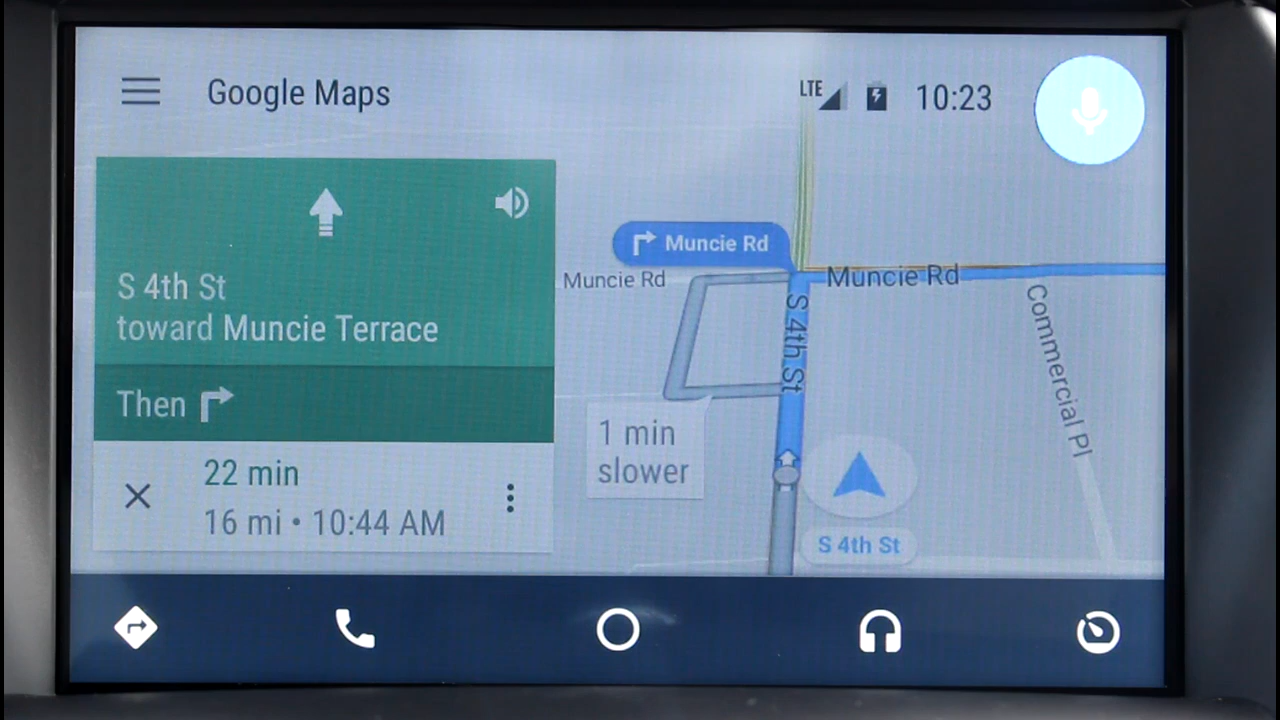 Google Maps
LTE
10:23
S 4th St
toward Muncie Terrace
Then
22 min
16 mi • 10:44 AM
Muncie Rd
Muncie Rd
Muncie Rd
S 4th St
Commercial Pl
1 min
slower
S 4th St